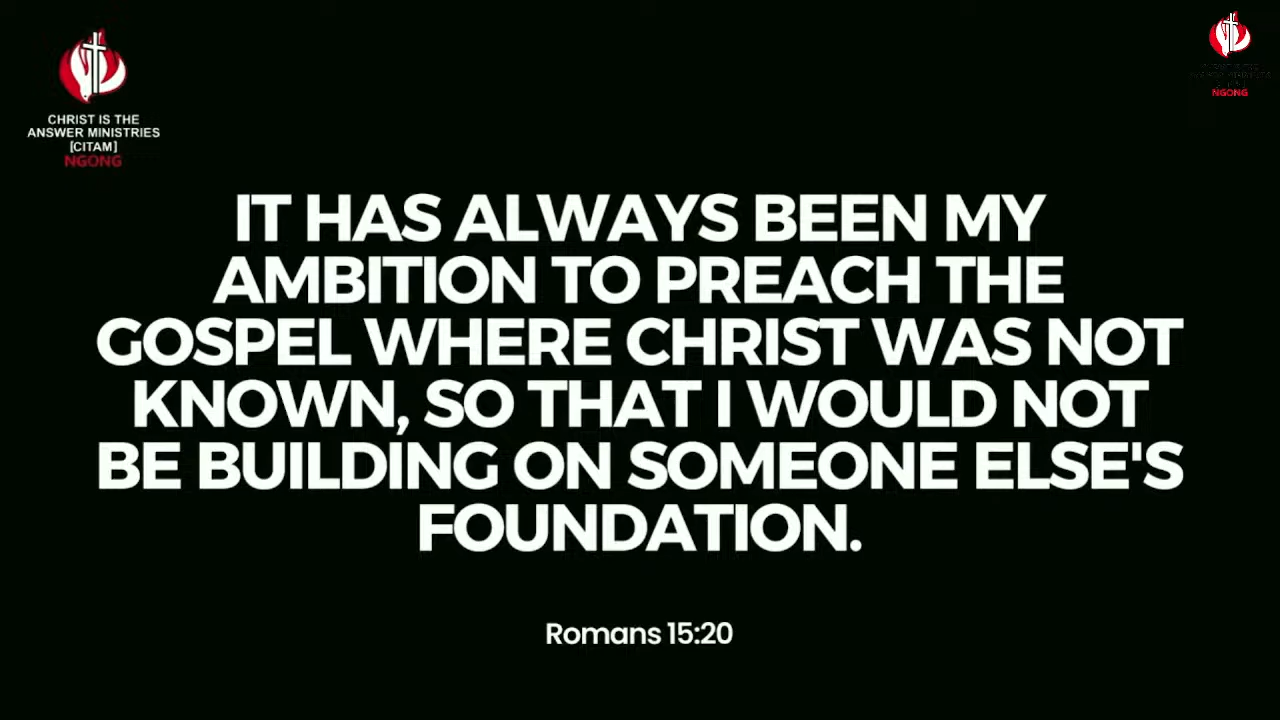 CHRIST IS THE
ANSWER MINISTRIES
[CITAM]
NGONG
NGONG
IT HAS ALWAYS BEEN MY
AMBITION TO PREACH THE
GOSPEL WHERE CHRIST WAS NOT
KNOWN, SO THAT I WOULD NOT
BE BUILDING ON SOMEONE ELSE'S
FOUNDATION.
Romans 15:20